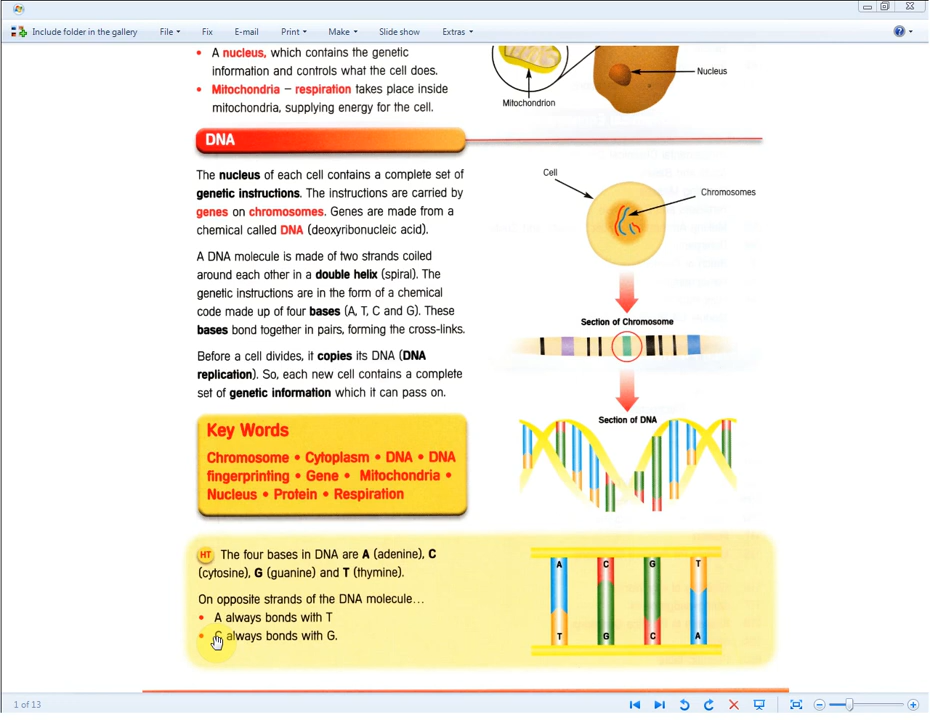 Include folder in the gallery File Fix E-mail Print Make Slide show Extras
• A nucleus, which contains the genetic
information and controls what the cell does.
• Mitochondria – respiration takes place inside
mitochondria, supplying energy for the cell.
Mitochondrion
Nucleus
DNA
The nucleus of each cell contains a complete set of
genetic instructions. The instructions are carried by
genes on chromosomes. Genes are made from a
chemical called DNA (deoxyribonucleic acid).
A DNA molecule is made of two strands coiled
around each other in a double helix (spiral). The
genetic instructions are in the form of a chemical
code made up of four bases (A, T, C and G). These
bases bond together in pairs, forming the cross-links.
Before a cell divides, it copies its DNA (DNA
replication). So, each new cell contains a complete
set of genetic information which it can pass on.
Cell
Chromosomes
Section of Chromosome
Section of DNA
Key Words
Chromosome • Cytoplasm • DNA • DNA
fingerprinting • Gene • Mitochondria •
Nucleus • Protein • Respiration
HT The four bases in DNA are A (adenine), C
(cytosine), G (guanine) and T (thymine).
On opposite strands of the DNA molecule…
• A always bonds with T
• C always bonds with G.
A C G T
T G C A
1 of 13